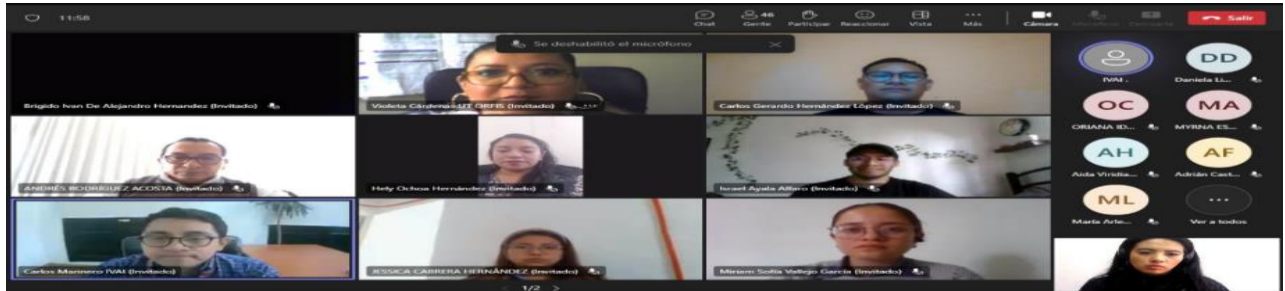 11:58
46
Chat Gente Participar Reaccionar Vista Más Cámara Micrófono Compartir Salir
Se deshabilitó el micrófono
Brigido Ivan De Alejandro Hernandez (Invitado)
Violeta Cárdenas UT ORFIS (Invitado)
Carlos Gerardo Hernández López (Invitado)
IVAI .
DD
Daniela Li...
OC
ORIANA ID...
MA
MYRNA ES...
ANDRÉS RODRÍGUEZ ACOSTA (Invitado)
Hely Ochoa Hernández (Invitado)
Israel Ayala Alfaro (Invitado)
AH
Aida Viridia...
AF
Adrián Cast...
ML
María Arle...
Ver a todos
Carlos Marinero IVAI (Invitado)
JESSICA CABRERA HERNÁNDEZ (Invitado)
Miriam Sofía Vallejo García (Invitado)
1/2